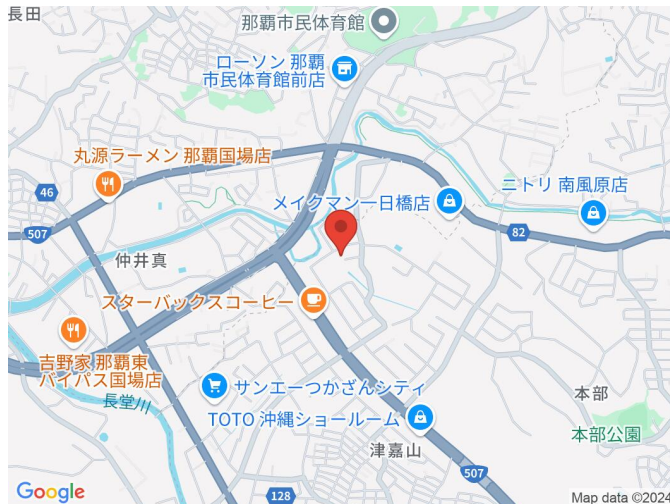 長田
那覇市民体育館
ローソン 那覇
市民体育館前店
丸源ラーメン 那覇国場店
46
メイクマン一日橋店
ニトリ 南風原店
507
82
仲井真
スターバックスコーヒー
吉野家 那覇東
バイパス国場店
長堂川
サンエーつかざんシティ
TOTO 沖縄ショールーム
本部
本部公園
津嘉山
507
128
Google
Map data ©2024